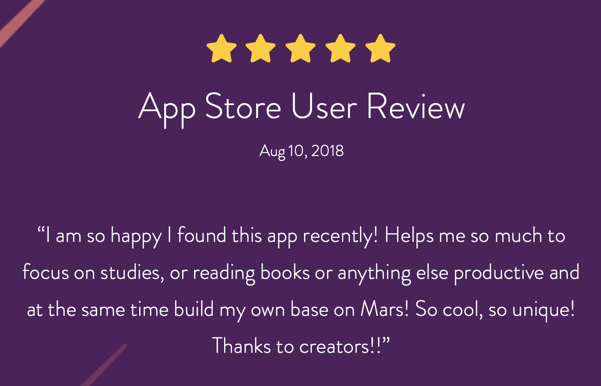 App Store User Review
Aug 10, 2018
“I am so happy I found this app recently! Helps me so much to
focus on studies, or reading books or anything else productive and
at the same time build my own base on Mars! So cool, so unique!
Thanks to creators!!”